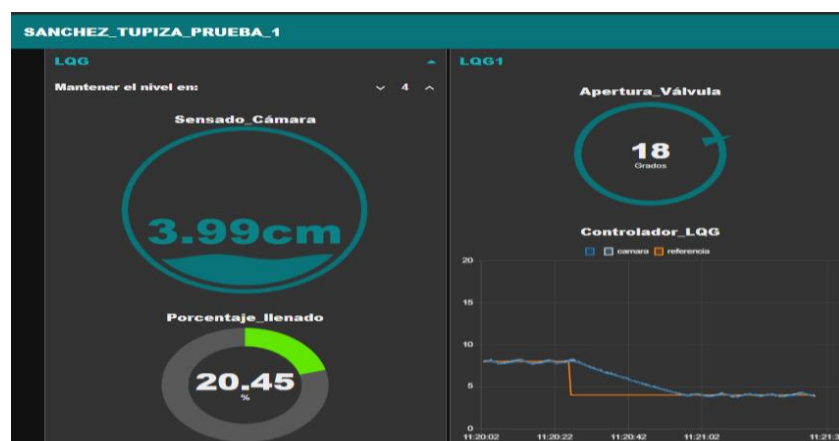 SANCHEZ_TUPIZA_PRUEBA_1
LQG
Mantener el nivel en: 4
Sensado_Cámara
3.99cm
Porcentaje_llenado
20.45
%
LQG1
Apertura_Válvula
18
Grados
Controlador_LQG
camara referencia
20
15
10
5
0
11:20:02 11:20:22 11:20:42 11:21:02